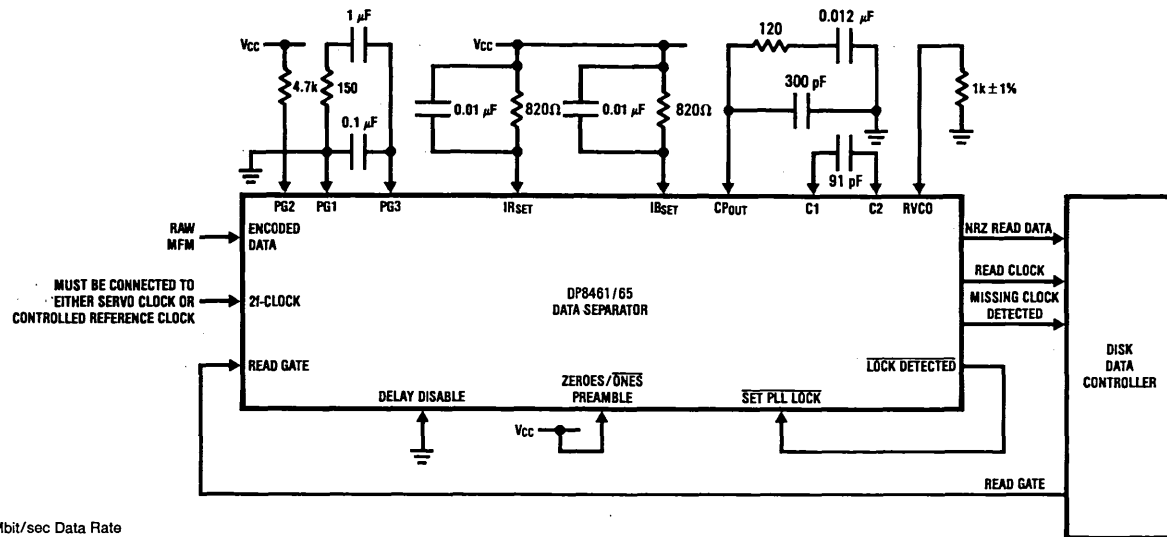 1 μF
VCC
4.7k
150
0.1 μF
VCC
0.01 μF
820Ω
0.01 μF
820Ω
120
0.012 μF
300 pF
91 pF
1k ± 1%
PG2
PG1
PG3
IRSET
IBSET
CPOUT
C1
C2
RVCO
RAW
MFM
ENCODED
DATA
MUST BE CONNECTED TO
EITHER SERVO CLOCK OR
CONTROLLED REFERENCE CLOCK
2f-CLOCK
READ GATE
DP8461/65
DATA SEPARATOR
DELAY DISABLE
ZEROES/ONES
PREAMBLE
VCC
SET PLL LOCK
LOCK DETECTED
NRZ READ DATA
READ CLOCK
MISSING CLOCK
DETECTED
DISK
DATA
CONTROLLER
READ GATE
Mbit/sec Data Rate